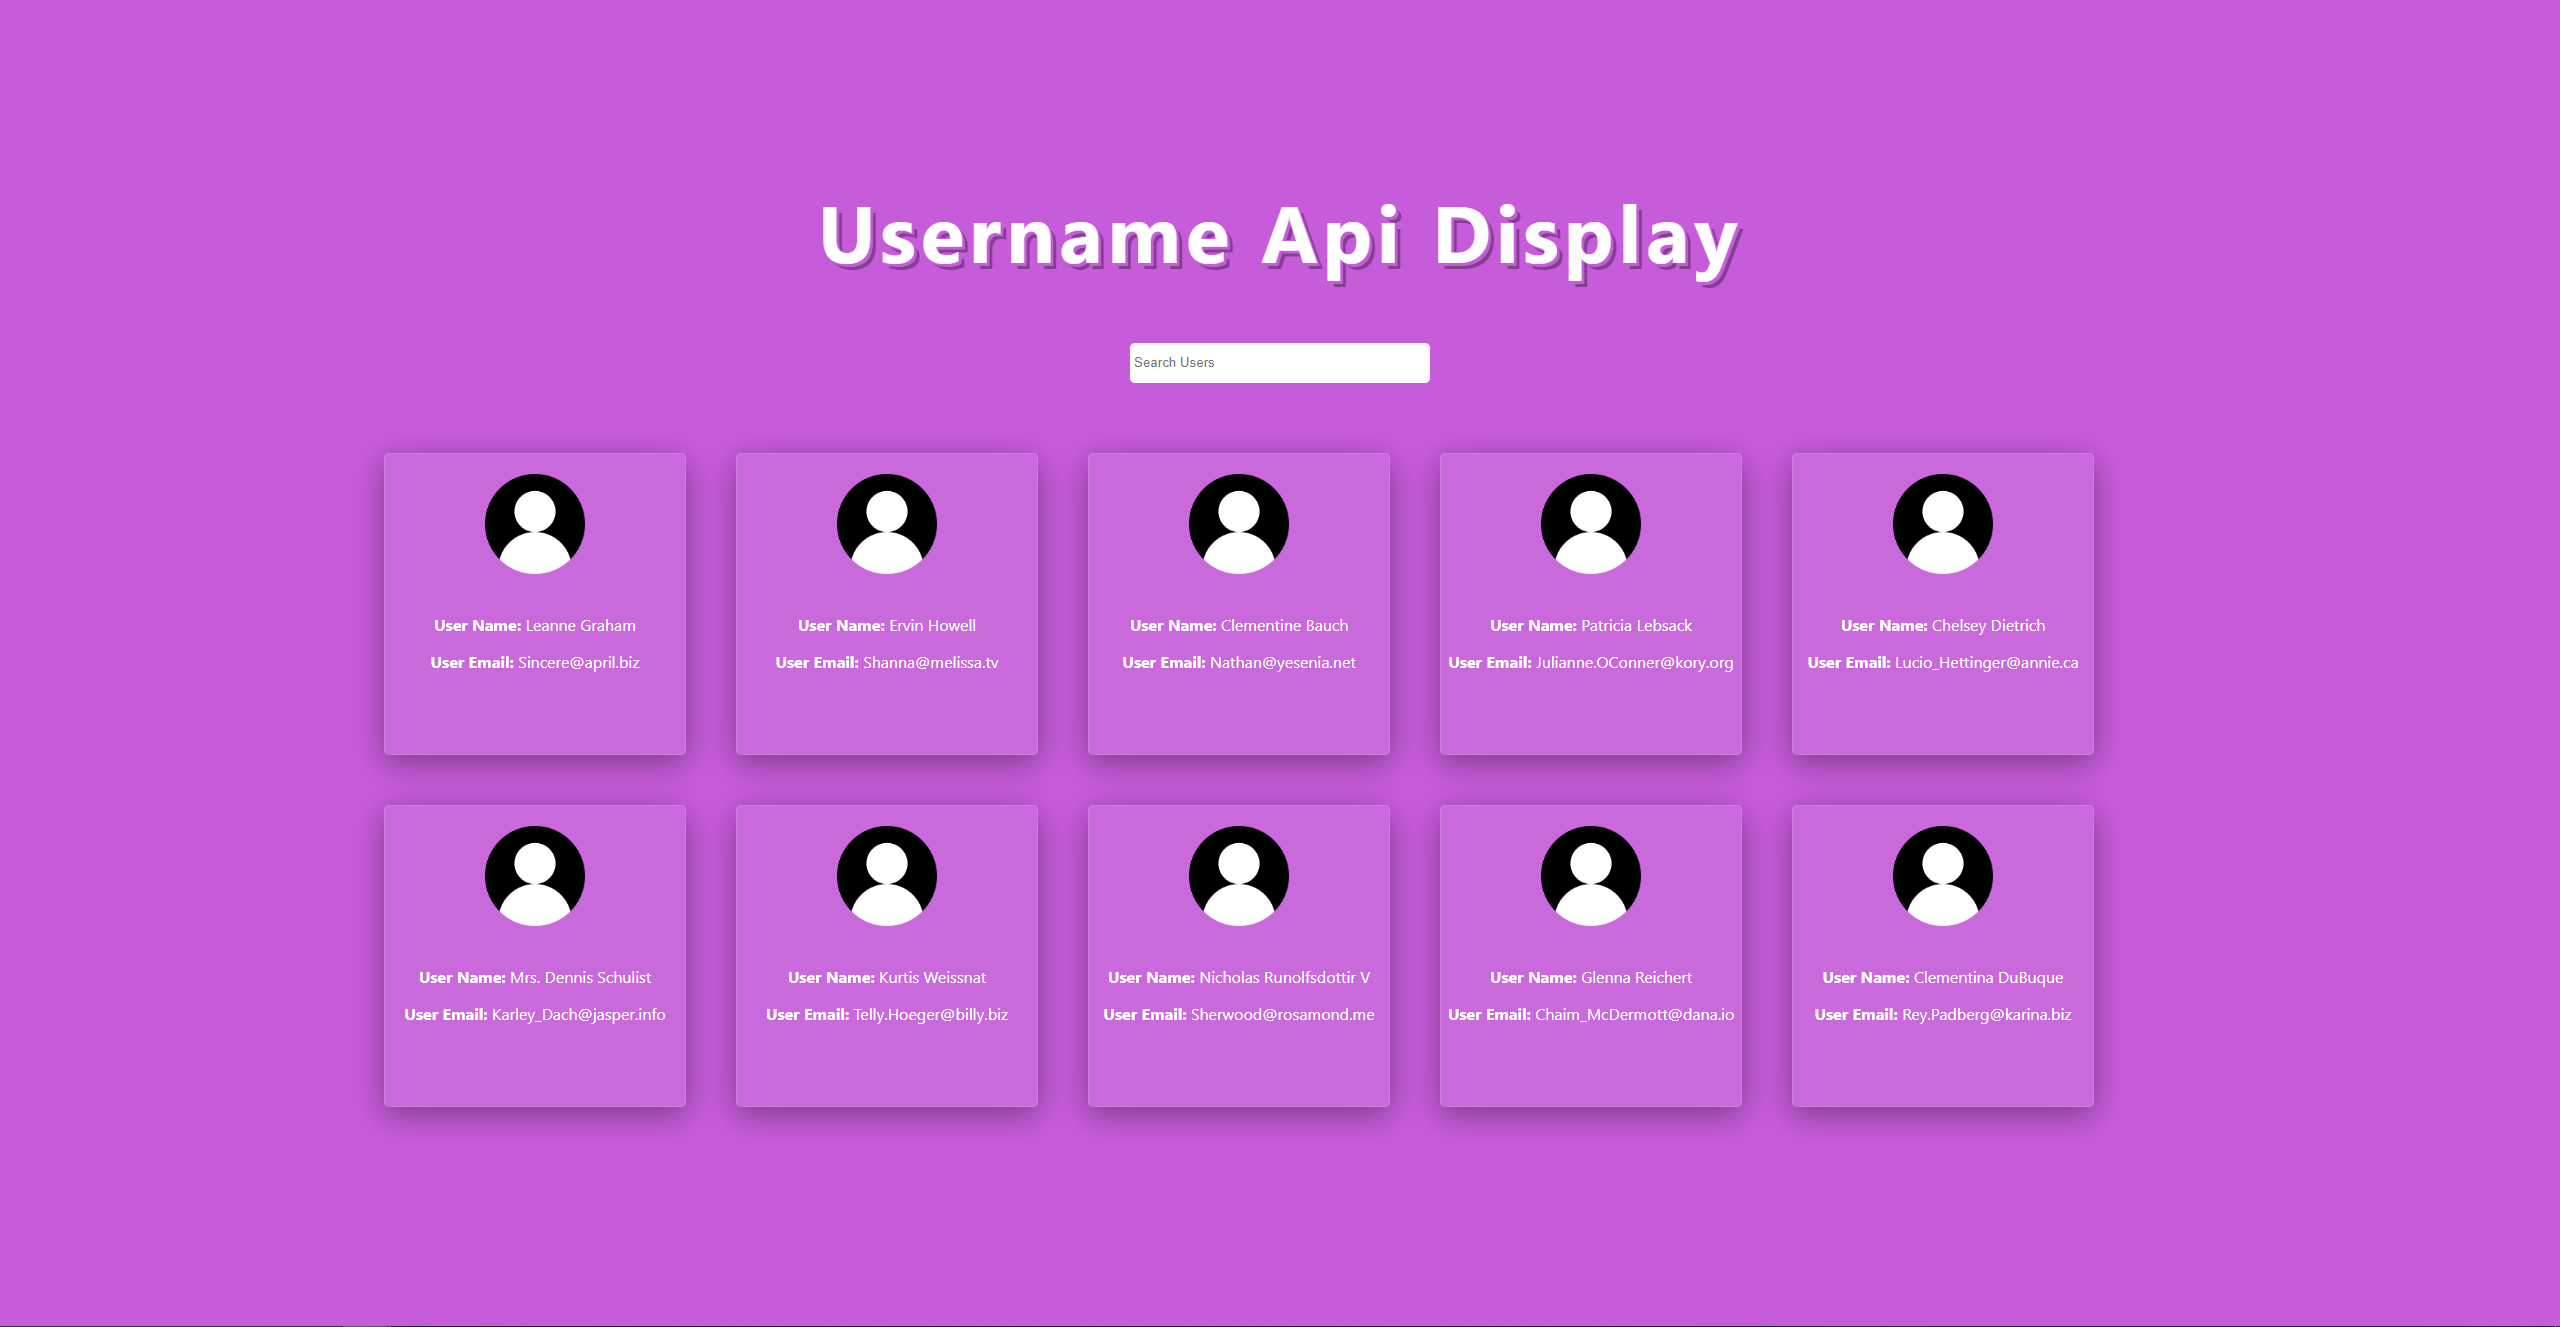 Username Api Display
Search Users
User Name: Leanne Graham
User Email: Sincere@april.biz
User Name: Ervin Howell
User Email: Shanna@melissa.tv
User Name: Clementine Bauch
User Email: Nathan@yesenia.net
User Name: Patricia Lebsack
User Email: Julianne.OConner@kory.org
User Name: Chelsey Dietrich
User Email: Lucio_Hettinger@annie.ca
User Name: Mrs. Dennis Schulist
User Email: Karley_Dach@jasper.info
User Name: Kurtis Weissnat
User Email: Telly.Hoeger@billy.biz
User Name: Nicholas Runolfsdottir V
User Email: Sherwood@rosamond.me
User Name: Glenna Reichert
User Email: Chaim_McDermott@dana.io
User Name: Clementina DuBuque
User Email: Rey.Padberg@karina.biz